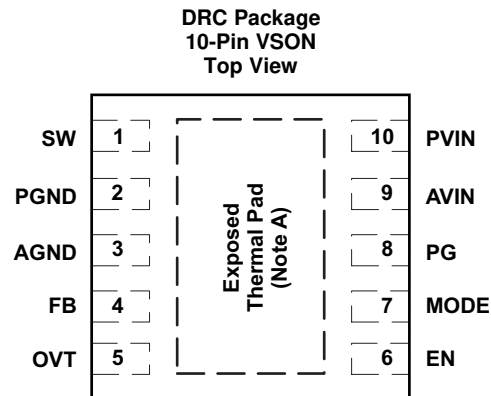 DRC Package
10-Pin VSON
Top View
SW 1 10 PVIN
PGND 2 9 AVIN
AGND 3 8 PG
FB 4 7 MODE
OVT 5 6 EN
Exposed
Thermal Pad
(Note A)